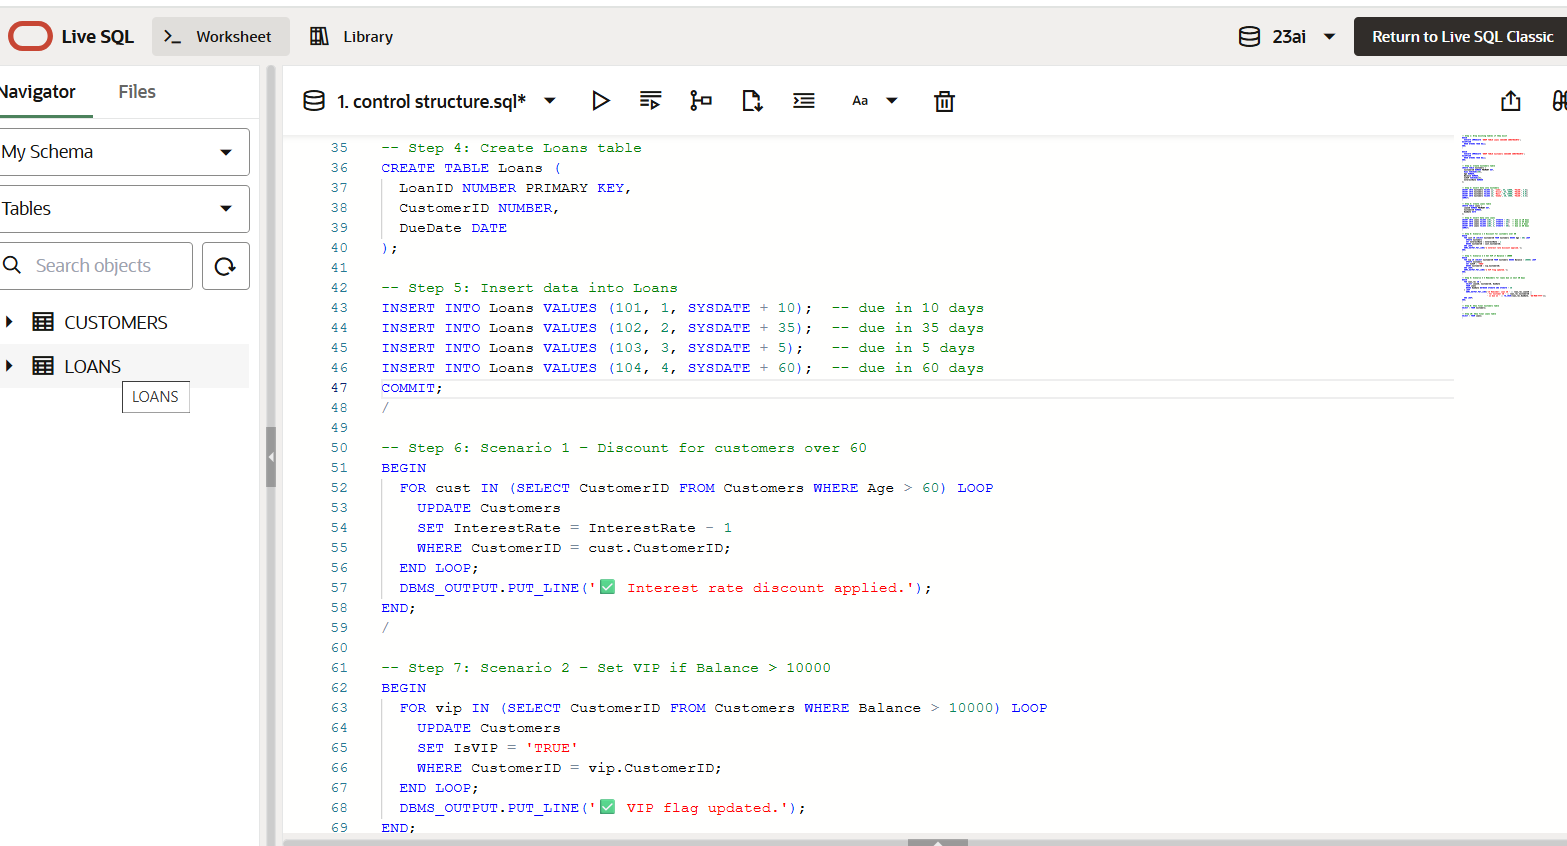 Live SQL
Worksheet
Library
23ai
Return to Live SQL Classic
Navigator
Files
My Schema
Tables
Search objects
CUSTOMERS
LOANS
LOANS
1. control structure.sql*
Aa
35 -- Step 4: Create Loans table
36 CREATE TABLE Loans (
37 LoanID NUMBER PRIMARY KEY,
38 CustomerID NUMBER,
39 DueDate DATE
40 );
41
42 -- Step 5: Insert data into Loans
43 INSERT INTO Loans VALUES (101, 1, SYSDATE + 10); -- due in 10 days
44 INSERT INTO Loans VALUES (102, 2, SYSDATE + 35); -- due in 35 days
45 INSERT INTO Loans VALUES (103, 3, SYSDATE + 5); -- due in 5 days
46 INSERT INTO Loans VALUES (104, 4, SYSDATE + 60); -- due in 60 days
47 COMMIT;
48 /
49
50 -- Step 6: Scenario 1 – Discount for customers over 60
51 BEGIN
52 FOR cust IN (SELECT CustomerID FROM Customers WHERE Age > 60) LOOP
53 UPDATE Customers
54 SET InterestRate = InterestRate - 1
55 WHERE CustomerID = cust.CustomerID;
56 END LOOP;
57 DBMS_OUTPUT.PUT_LINE('✅ Interest rate discount applied.');
58 END;
59 /
60
61 -- Step 7: Scenario 2 – Set VIP if Balance > 10000
62 BEGIN
63 FOR vip IN (SELECT CustomerID FROM Customers WHERE Balance > 10000) LOOP
64 UPDATE Customers
65 SET IsVIP = 'TRUE'
66 WHERE CustomerID = vip.CustomerID;
67 END LOOP;
68 DBMS_OUTPUT.PUT_LINE('✅ VIP flag updated.');
69 END;